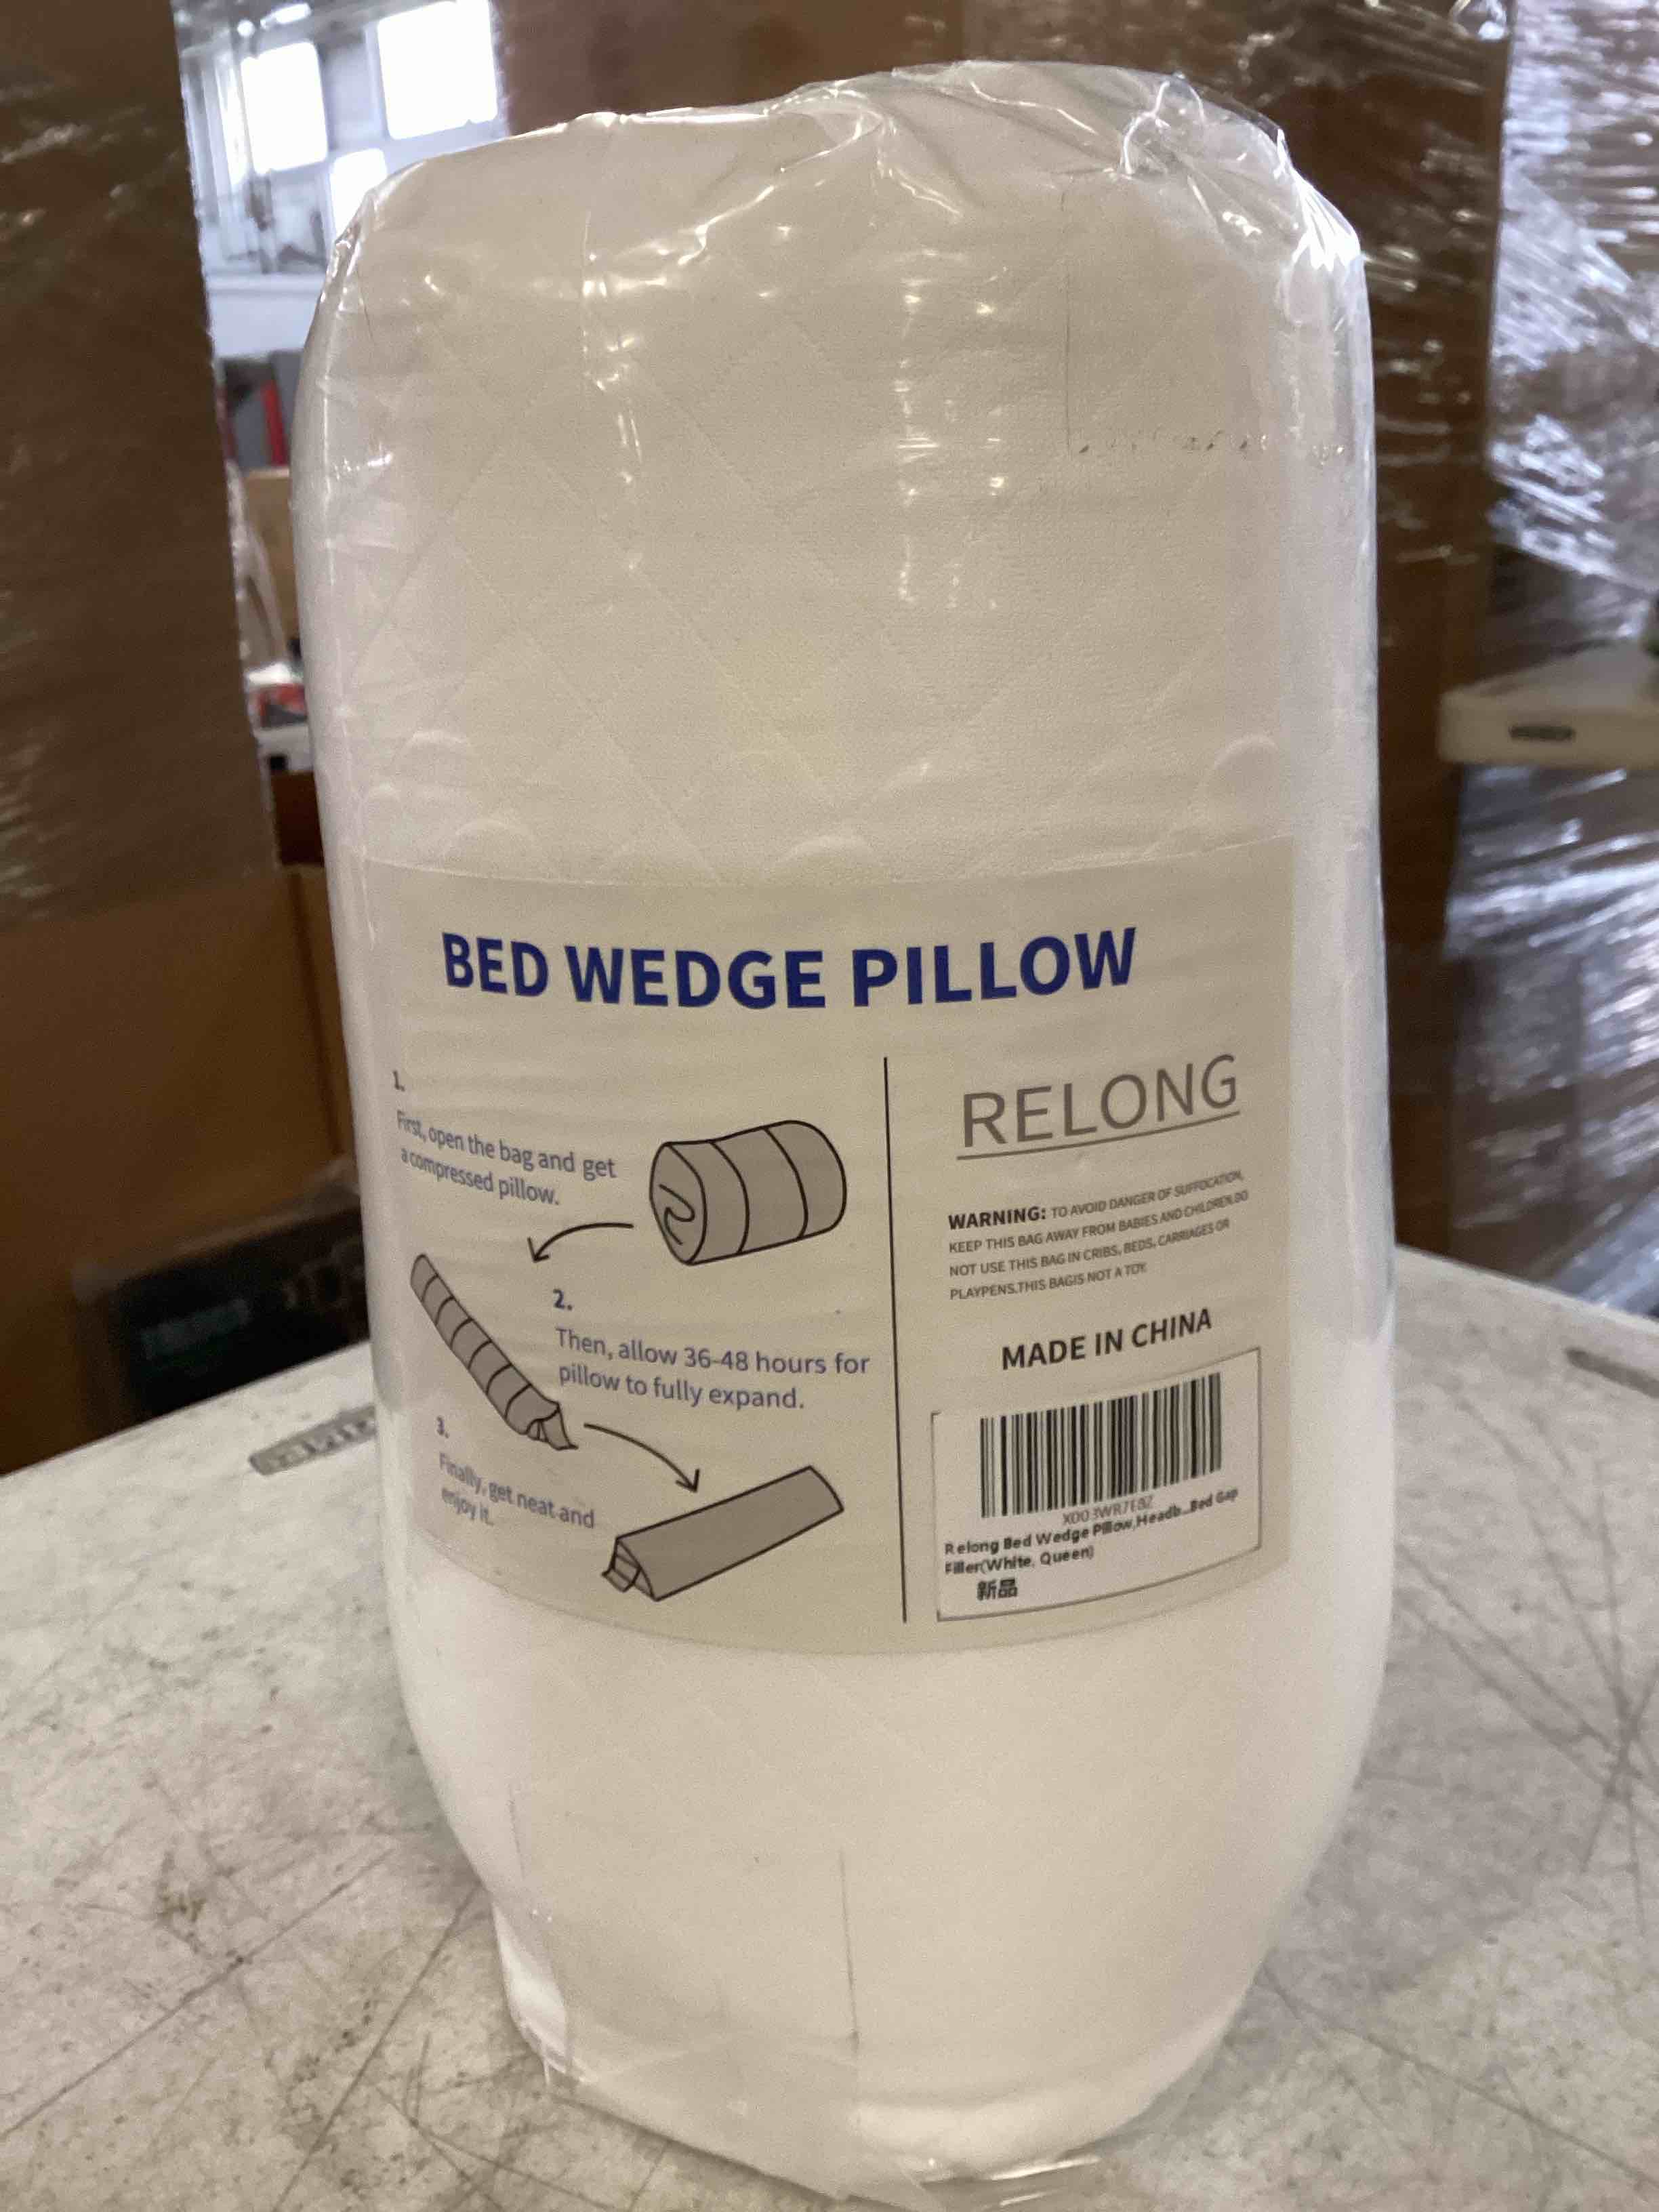 BED WEDGE PILLOW
1.
First, open the bag and get
a compressed pillow.
2.
Then, allow 36-48 hours for
pillow to fully expand.
3.
Finally, get neat and
enjoy it.
RELONG
WARNING: TO AVOID DANGER OF SUFFOCATION,
KEEP THIS BAG AWAY FROM BABIES AND CHILDREN.DO
NOT USE THIS BAG IN CRIBS, BEDS, CARRIAGES OR
PLAYPENS.THIS BAGIS NOT A TOY.
MADE IN CHINA
X003WR7E8Z
Relong Bed Wedge Pillow,Headb...Bed Gap
Filler(White, Queen)
新品